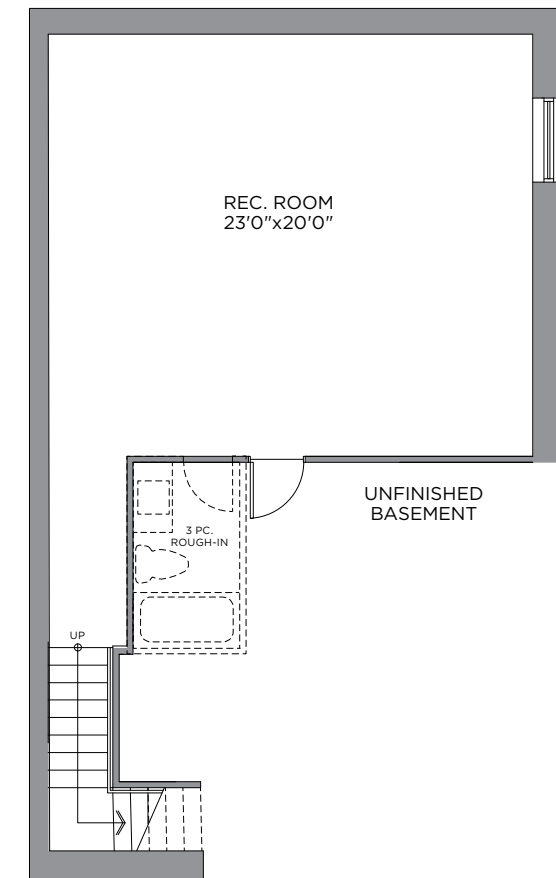 REC. ROOM
23'0"x20'0"
UNFINISHED
BASEMENT
3 PC.
ROUGH-IN
UP